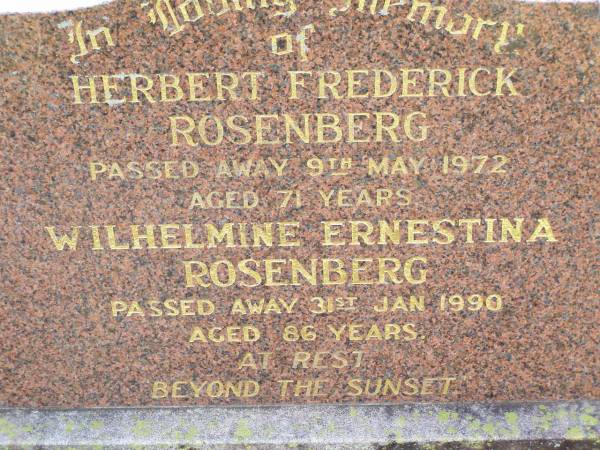 In Loving Memory
of
HERBERT FREDERICK
ROSENBERG
PASSED AWAY 9TH MAY 1972
AGED 71 YEARS.
WILHELMINE ERNESTINA
ROSENBERG
PASSED AWAY 31ST JAN 1990
AGED 86 YEARS.
AT REST
BEYOND THE SUNSET